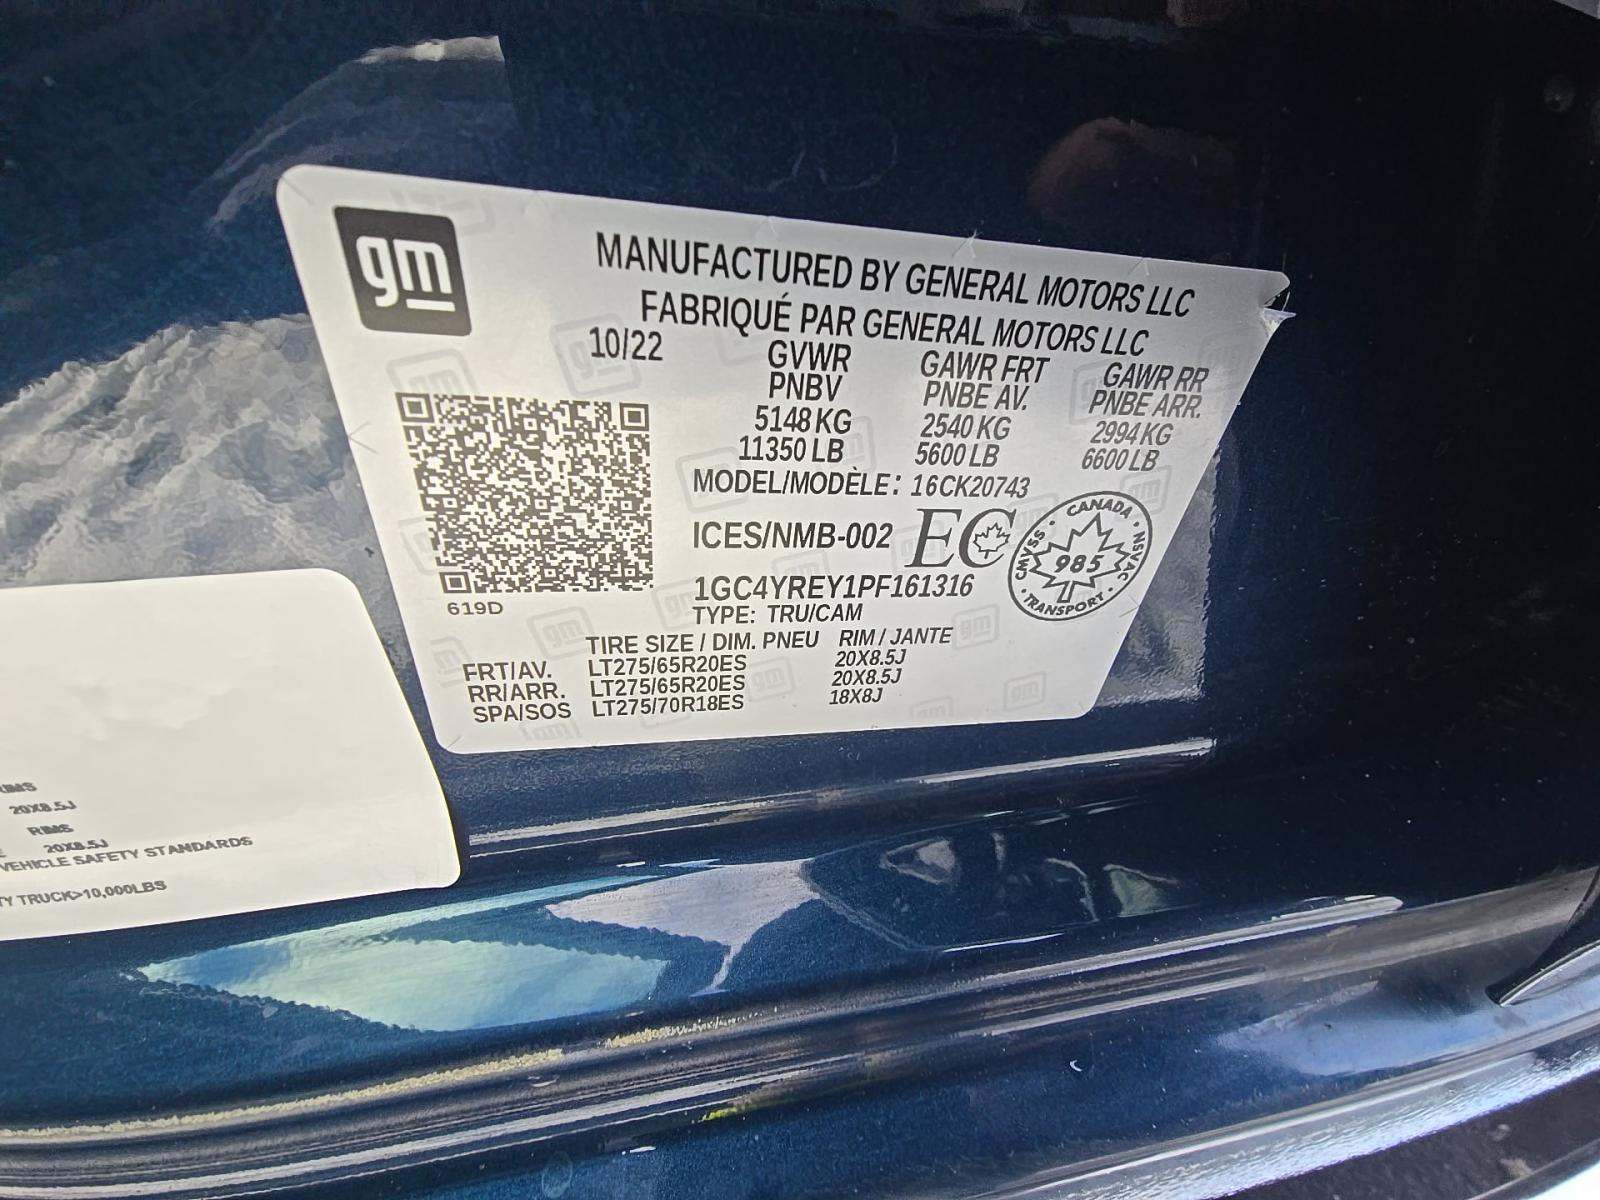 gm
MANUFACTURED BY GENERAL MOTORS LLC
FABRIQUÉ PAR GENERAL MOTORS LLC
10/22 GVWR GAWR FRT GAWR RR
PNBV PNBE AV. PNBE ARR.
5148 KG 2540 KG 2994 KG
11350 LB 5600 LB 6600 LB
MODEL/MODÈLE: 16CK20743
ICES/NMB-002 EC
CANADA
CMVSS 985 NSVAC
TRANSPORT
1GC4YREY1PF161316
619D
TYPE: TRU/CAM
TIRE SIZE / DIM. PNEU RIM / JANTE
FRT/AV. LT275/65R20ES 20X8.5J
RR/ARR. LT275/65R20ES 20X8.5J
SPA/SOS LT275/70R18ES 18X8J
RIMS
20X8.5J
RIMS
20X8.5J
VEHICLE SAFETY STANDARDS
TY TRUCK>10,000LBS